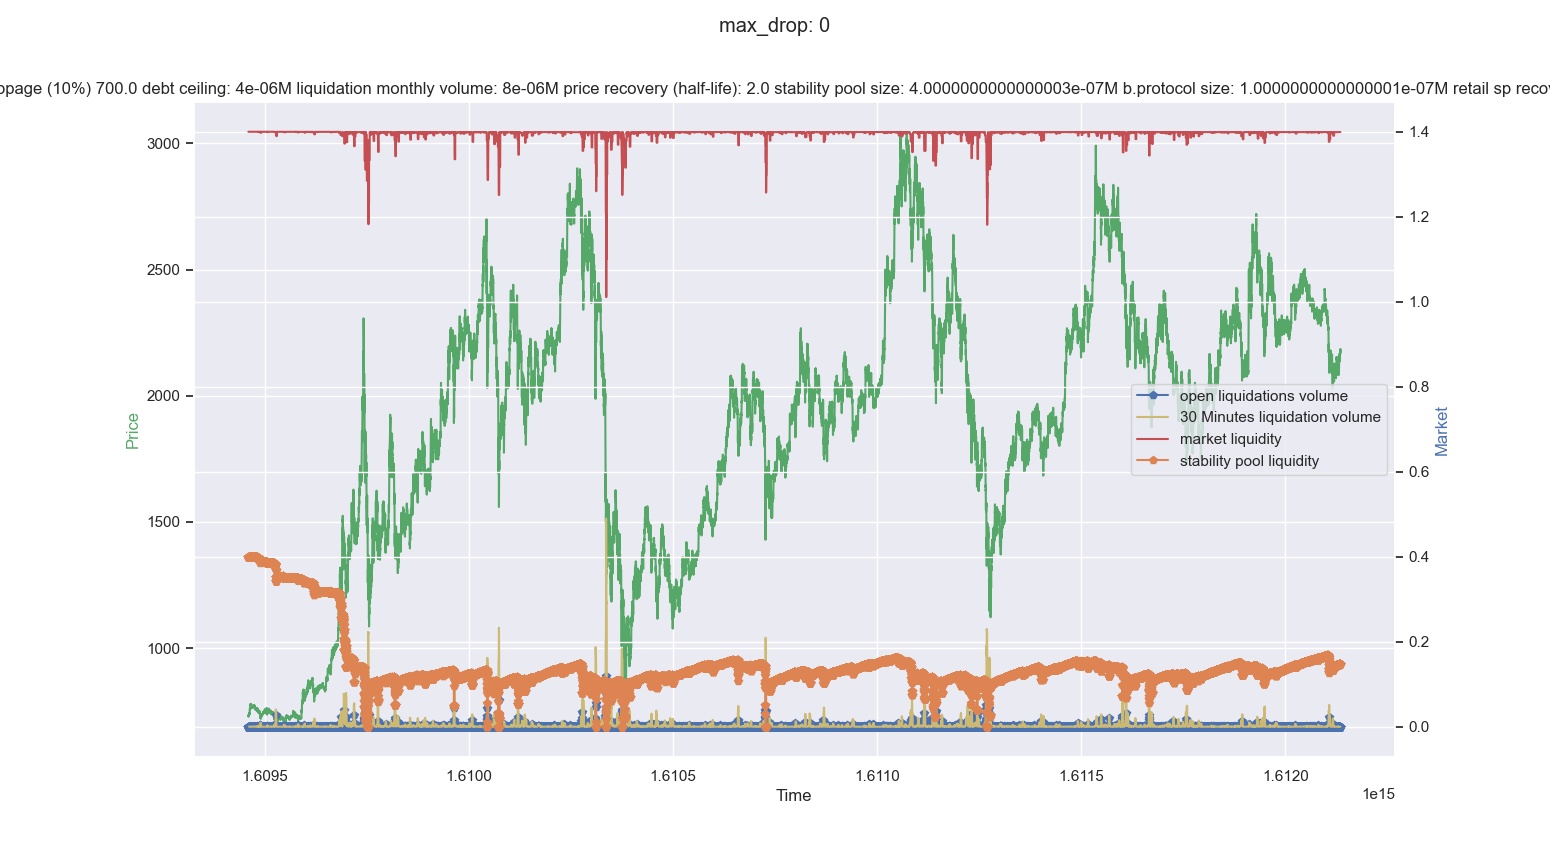 max_drop: 0
(10%) 700.0 debt ceiling: 4e-06M liquidation monthly volume: 8e-06M price recovery (half-life): 2.0 stability pool size: 4.0000000000000003e-07M b.protocol size: 1.0000000000000001e-07M retail sp
3000
2500
2000
1500
1000
Price
1.4
1.2
1.0
0.8
0.6
0.4
0.2
0.0
Market
open liquidations volume
30 Minutes liquidation volume
market liquidity
stability pool liquidity
1.6095
1.6100
1.6105
1.6110
1.6115
1.6120
1e15
Time